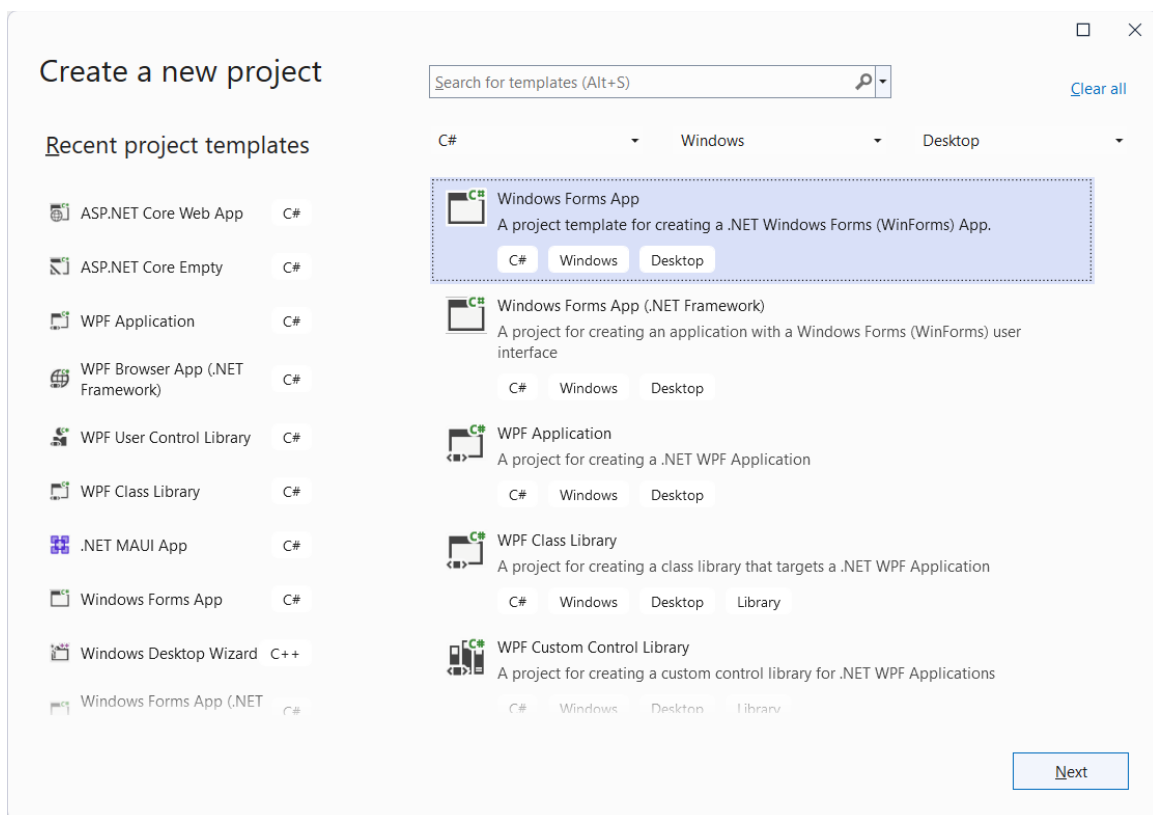 Create a new project
Search for templates (Alt+S)
Clear all
Recent project templates
C# Windows Desktop
ASP.NET Core Web App C#
ASP.NET Core Empty C#
WPF Application C#
WPF Browser App (.NET
Framework) C#
WPF User Control Library C#
WPF Class Library C#
.NET MAUI App C#
Windows Forms App C#
Windows Desktop Wizard C++
Windows Forms App (.NET
C#
C#
Windows Forms App
A project template for creating a .NET Windows Forms (WinForms) App.
C# Windows Desktop
C#
Windows Forms App (.NET Framework)
A project for creating an application with a Windows Forms (WinForms) user
interface
C# Windows Desktop
C#
WPF Application
A project for creating a .NET WPF Application
C# Windows Desktop
C#
WPF Class Library
A project for creating a class library that targets a .NET WPF Application
C# Windows Desktop Library
C#
WPF Custom Control Library
A project for creating a custom control library for .NET WPF Applications
C# Windows Desktop Library
Next